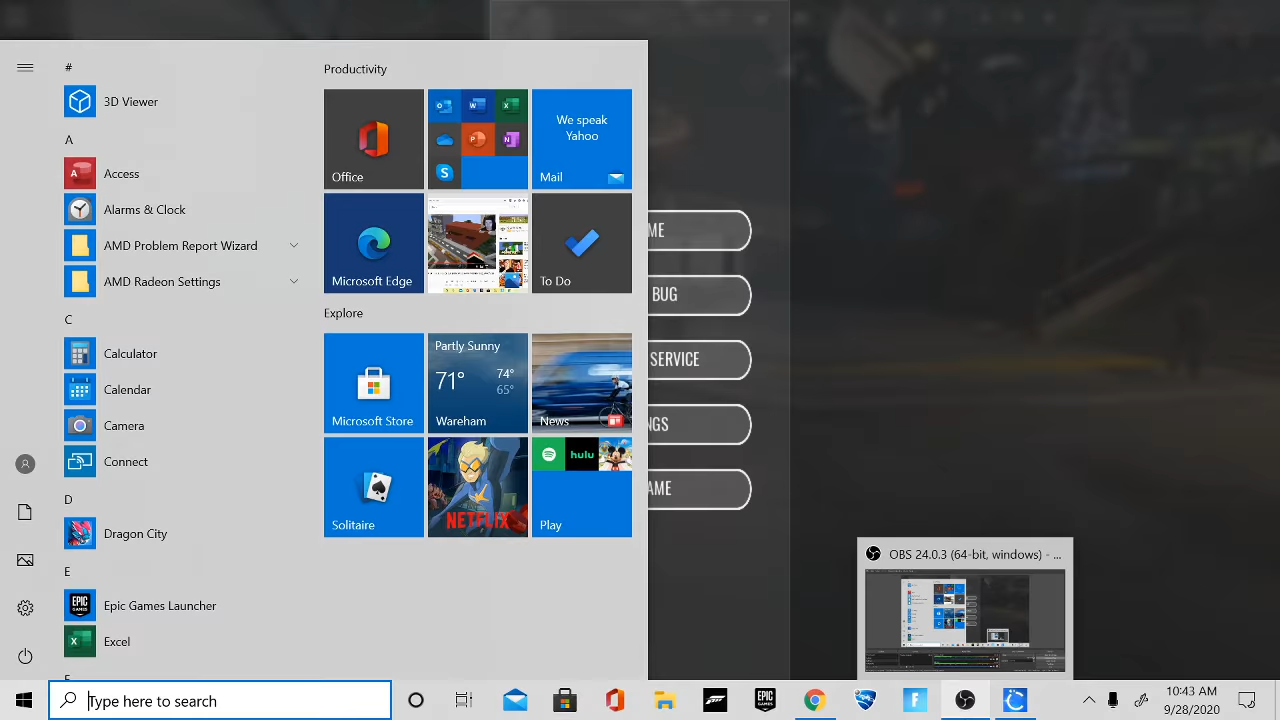 #
3D Viewer
A
Access
Alarms & Clock
AMD Problem Report Wizard
AMD Radeon Settings
C
Calculator
Calendar
Camera
Connect
D
Dragon City
E
Epic Games Launcher
Excel
Productivity
Office
We speak
Yahoo
Mail
Microsoft Edge
To Do
Explore
Microsoft Store
Partly Sunny
71°
74°
65°
Wareham
News
Solitaire
NETFLIX
hulu
Play
ME
BUG
SERVICE
NGS
AME
OBS 24.0.3 (64-bit, windows) - ...
Type here to search
EPIC
GAMES
10:43 AM
9/28/2020